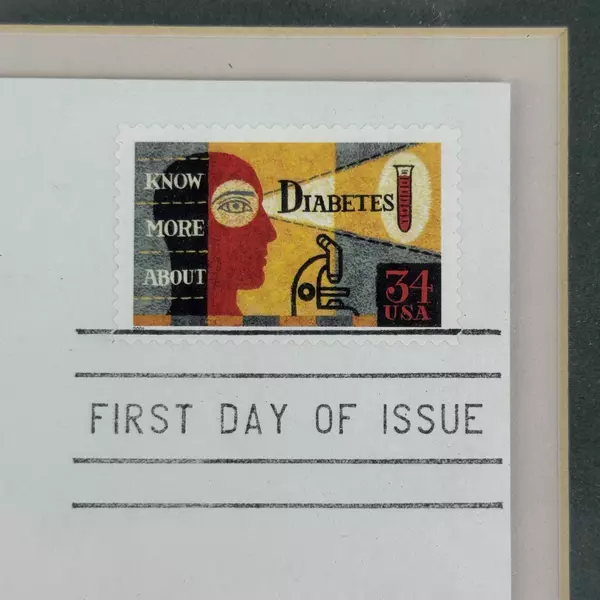 KNOW
MORE
ABOUT
DIABETES
34
USA
FIRST DAY OF ISSUE